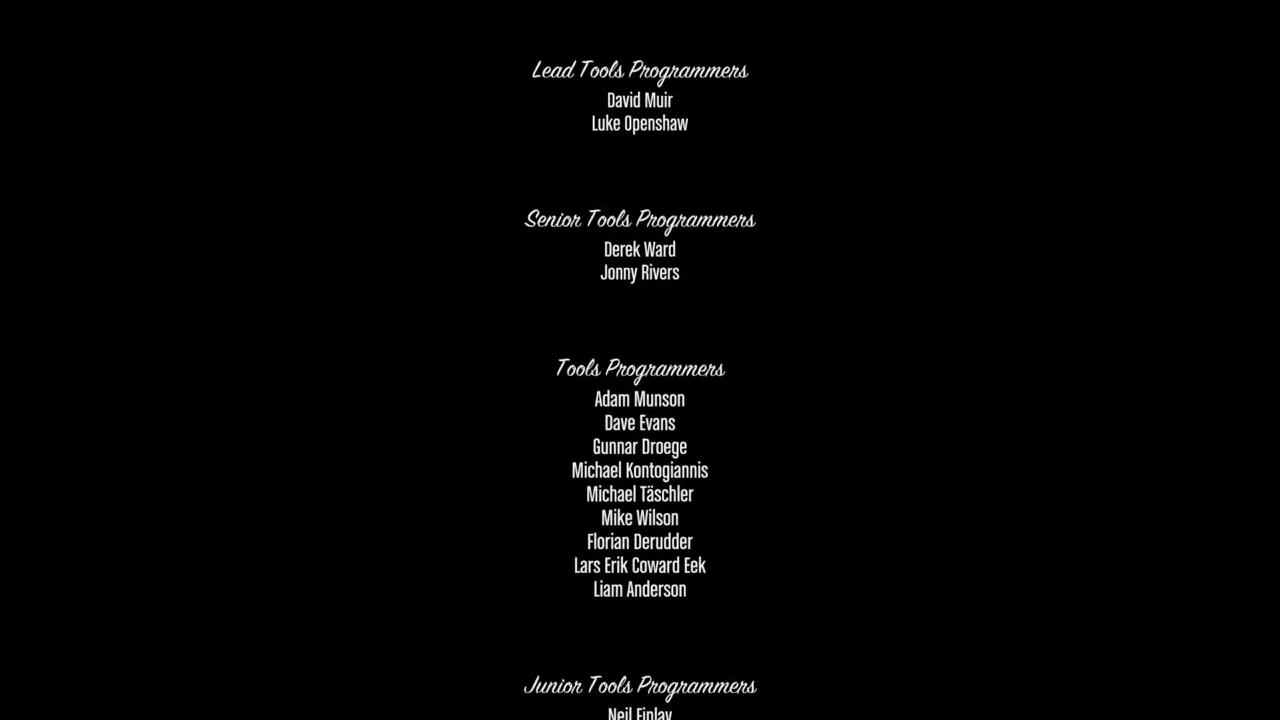 Lead Tools Programmers
David Muir
Luke Openshaw
Senior Tools Programmers
Derek Ward
Jonny Rivers
Tools Programmers
Adam Munson
Dave Evans
Gunnar Droege
Michael Kontogiannis
Michael Täschler
Mike Wilson
Florian Derudder
Lars Erik Coward Eek
Liam Anderson
Junior Tools Programmers
Neil Finlay